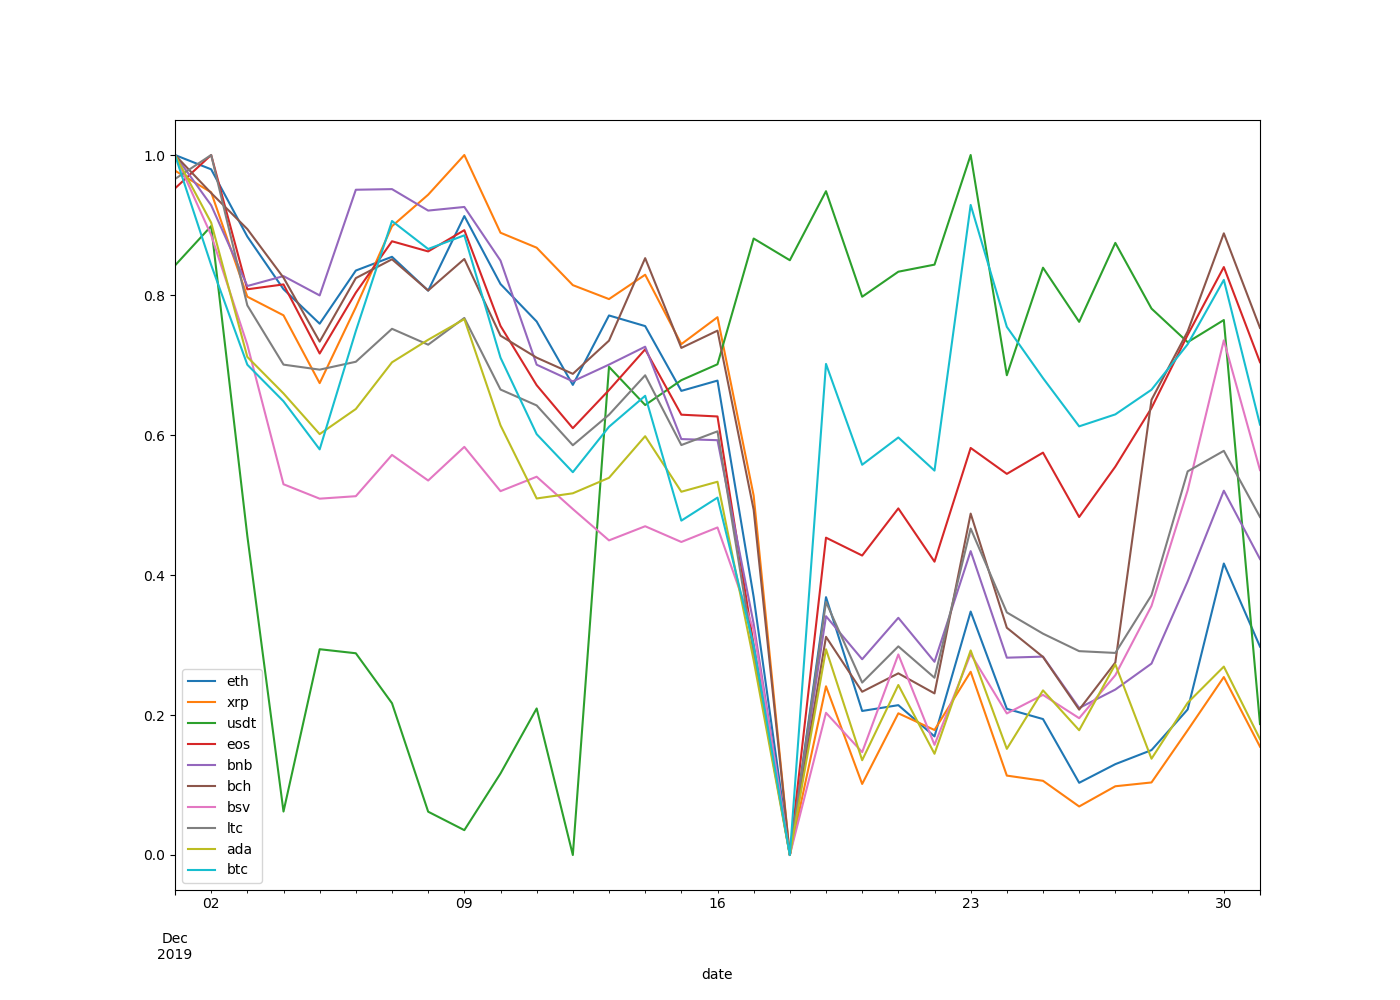 1.0
0.8
0.6
0.4
0.2
0.0
eth
xrp
usdt
eos
bnb
bch
bsv
ltc
ada
btc
02 09 16 23 30
Dec
2019
date